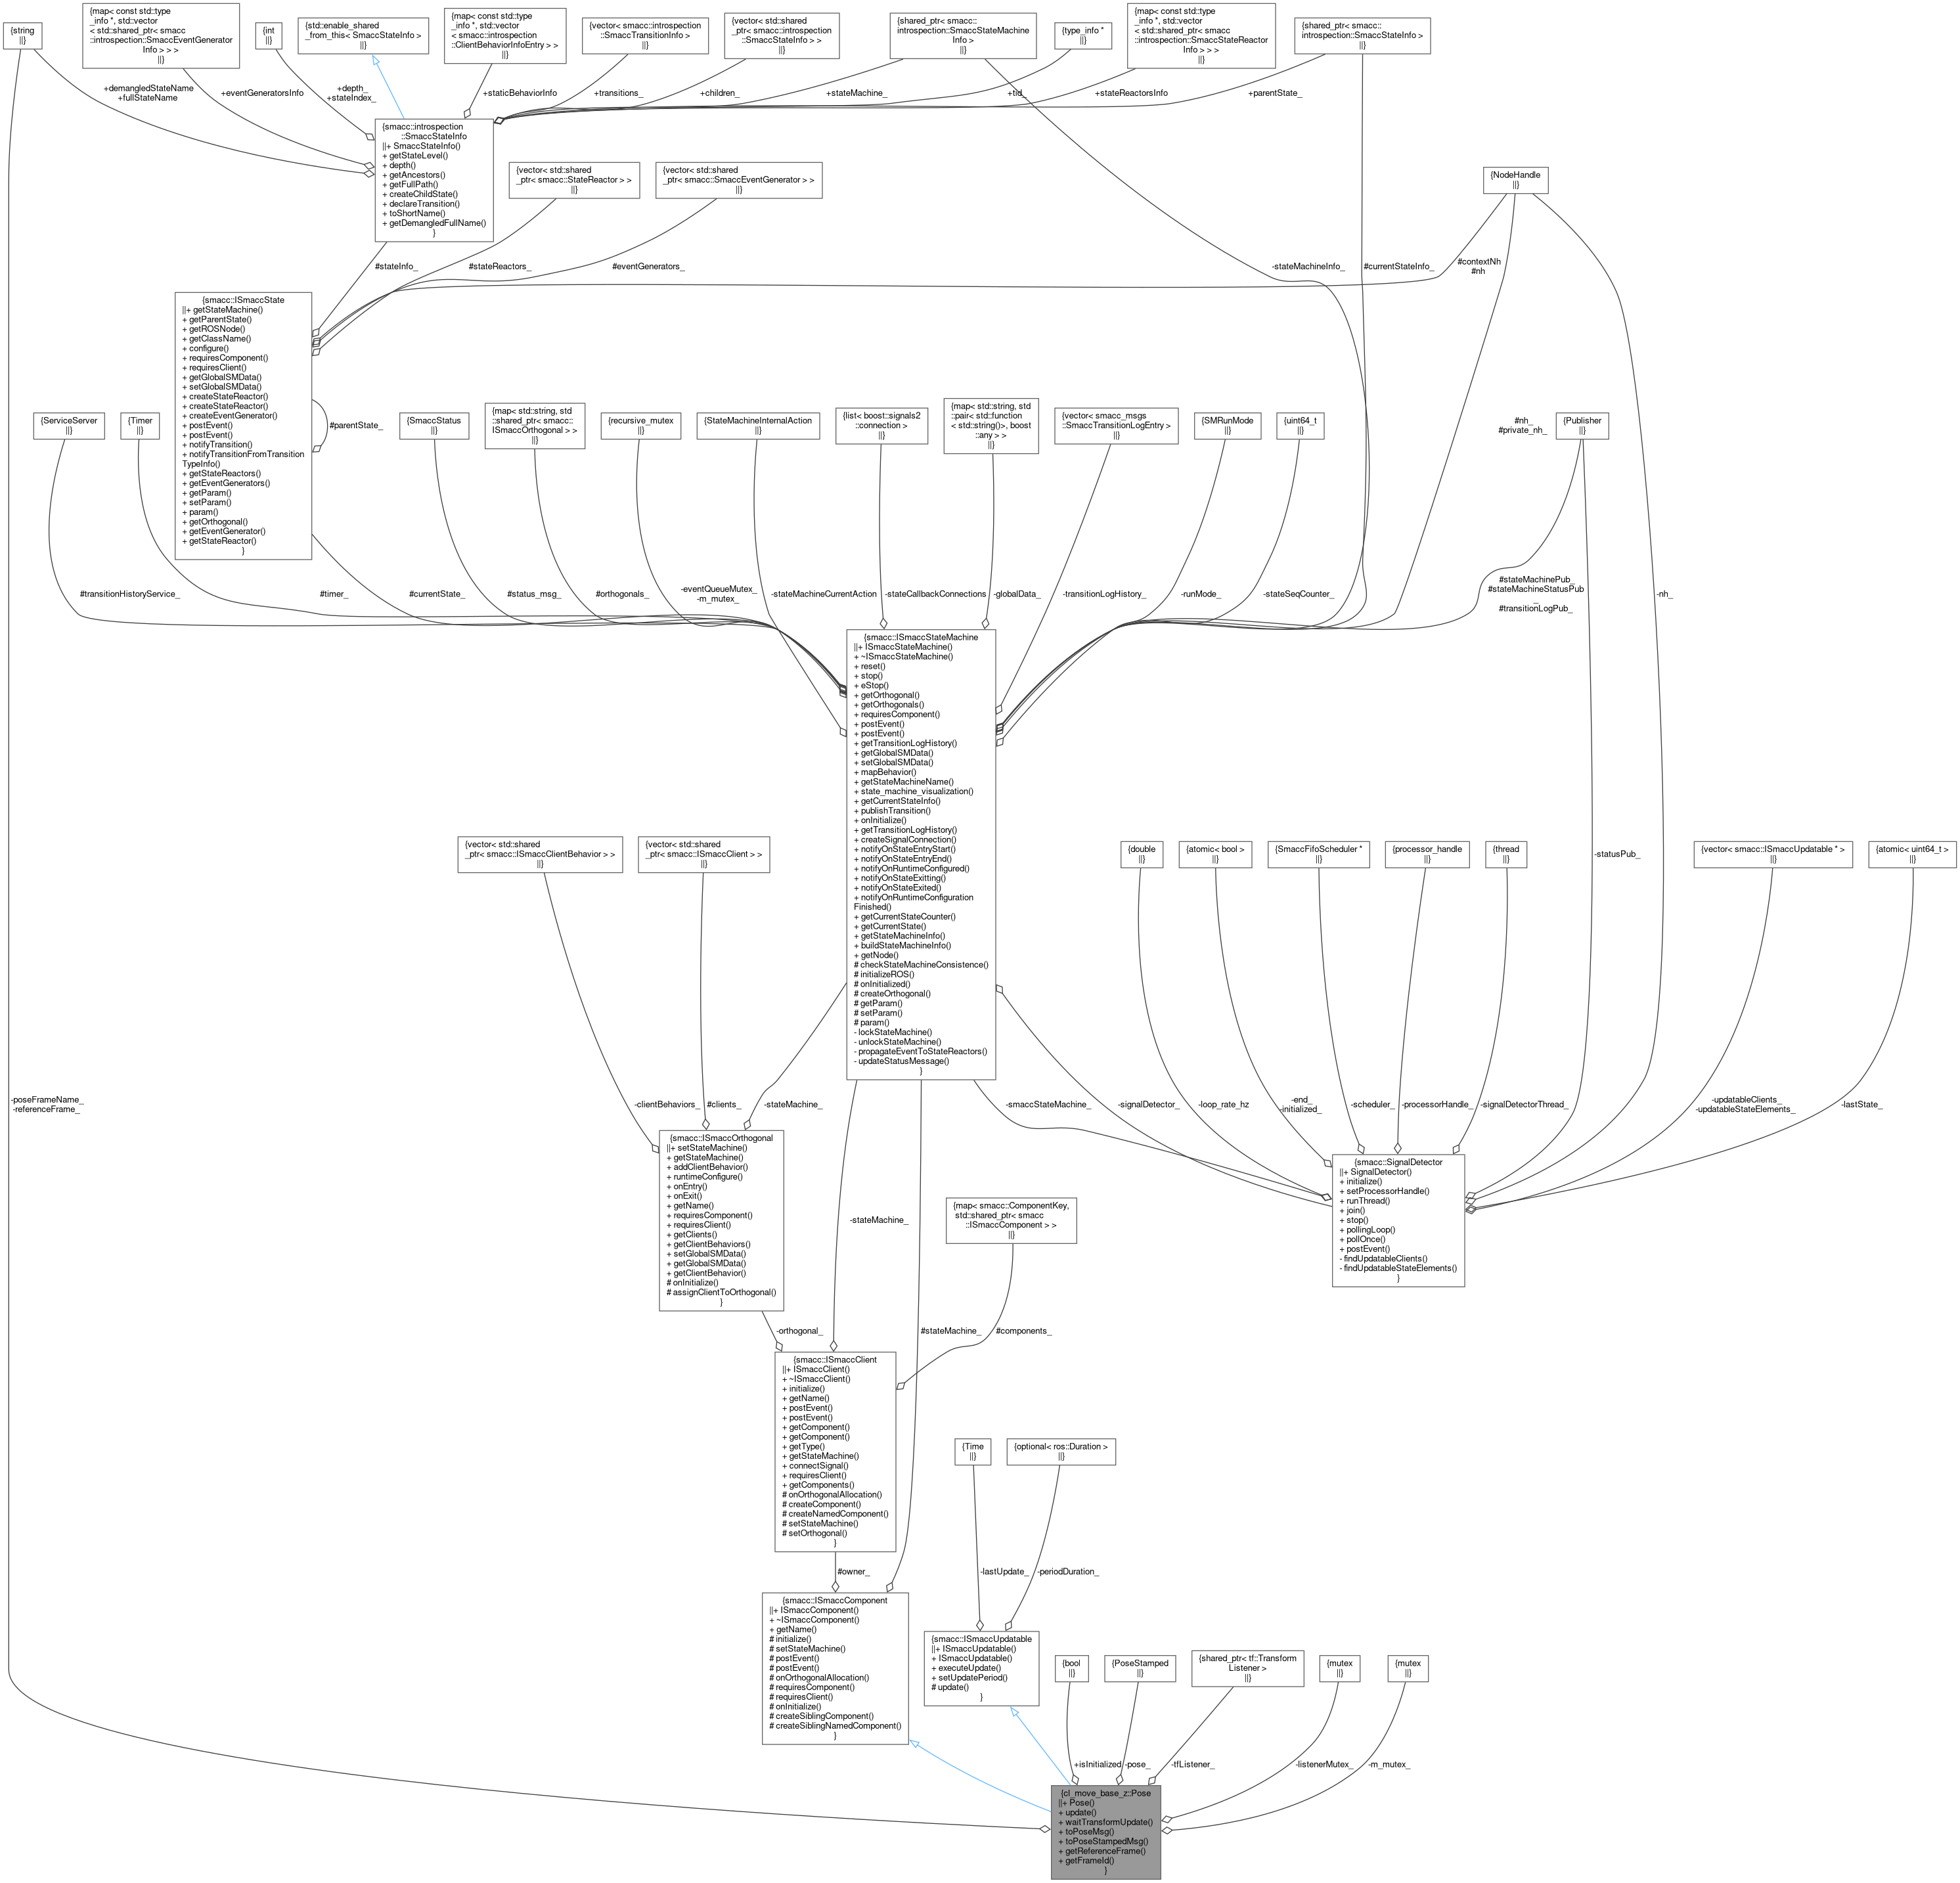 {string
||}
{map< const std::type
_info *, std::vector
< std::shared_ptr< smacc
::introspection::SmaccEventGenerator
Info > > >
||}
{int
||}
{std::enable_shared
_from_this< SmaccStateInfo >
||}
{map< const std::type
_info *, std::vector
< smacc::introspection
::ClientBehaviorInfoEntry > >
||}
{vector< smacc::introspection
::SmaccTransitionInfo >
||}
{vector< std::shared
_ptr< smacc::introspection
::SmaccStateInfo > >
||}
{shared_ptr< smacc::
introspection::SmaccStateMachine
Info >
||}
{type_info *
||}
{map< const std::type
_info *, std::vector
< std::shared_ptr< smacc
::introspection::SmaccStateReactor
Info > > >
||}
{shared_ptr< smacc::
introspection::SmaccStateInfo >
||}
+demangledStateName
+fullStateName
+eventGeneratorsInfo
+depth_
+stateIndex_
+staticBehaviorInfo
+transitions_
+children_
+stateMachine_
+tid_
+stateReactorsInfo
+parentState_
{smacc::introspection
::SmaccStateInfo
||+ SmaccStateInfo()
+ getStateLevel()
+ depth()
+ getAncestors()
+ getFullPath()
+ createChildState()
+ declareTransition()
+ toShortName()
+ getDemangledFullName()
}
{vector< std::shared
_ptr< smacc::StateReactor > >
||}
{vector< std::shared
_ptr< smacc::SmaccEventGenerator > >
||}
{NodeHandle
||}
#stateInfo_
#stateReactors_
#eventGenerators_
-stateMachineInfo_
#currentStateInfo_
#contextNh
#nh
{smacc::ISmaccState
||+ getStateMachine()
+ getParentState()
+ getROSNode()
+ getClassName()
+ configure()
+ requiresComponent()
+ requiresClient()
+ getGlobalSMData()
+ setGlobalSMData()
+ createStateReactor()
+ createStateReactor()
+ createEventGenerator()
+ postEvent()
+ postEvent()
+ notifyTransition()
+ notifyTransitionFromTransition
TypeInfo()
+ getStateReactors()
+ getEventGenerators()
+ getParam()
+ setParam()
+ param()
+ getOrthogonal()
+ getEventGenerator()
+ getStateReactor()
}
#parentState_
{ServiceServer
||}
{Timer
||}
{SmaccStatus
||}
{map< std::string, std
::shared_ptr< smacc::
ISmaccOrthogonal > >
||}
{recursive_mutex
||}
{StateMachineInternalAction
||}
{list< boost::signals2
::connection >
||}
{map< std::string, std
::pair< std::function
< std::string()>, boost
::any > >
||}
{vector< smacc_msgs
::SmaccTransitionLogEntry >
||}
{SMRunMode
||}
{uint64_t
||}
#nh_
#private_nh_
{Publisher
||}
#transitionHistoryService_
#timer_
#currentState_
#status_msg_
#orthogonals_
-eventQueueMutex_
-m_mutex_
-stateMachineCurrentAction
-stateCallbackConnections
-globalData_
-transitionLogHistory_
-runMode_
-stateSeqCounter_
#stateMachinePub_
#stateMachineStatusPub
_
#transitionLogPub_
-nh_
{smacc::ISmaccStateMachine
||+ ISmaccStateMachine()
+ ~ISmaccStateMachine()
+ reset()
+ stop()
+ eStop()
+ getOrthogonal()
+ getOrthogonals()
+ requiresComponent()
+ postEvent()
+ postEvent()
+ getTransitionLogHistory()
+ getGlobalSMData()
+ setGlobalSMData()
+ mapBehavior()
+ getStateMachineName()
+ state_machine_visualization()
+ getCurrentStateInfo()
+ publishTransition()
+ onInitialize()
+ getTransitionLogHistory()
+ createSignalConnection()
+ notifyOnStateEntryStart()
+ notifyOnStateEntryEnd()
+ notifyOnRuntimeConfigured()
+ notifyOnStateExitting()
+ notifyOnStateExited()
+ notifyOnRuntimeConfiguration
Finished()
+ getCurrentStateCounter()
+ getCurrentState()
+ getStateMachineInfo()
+ buildStateMachineInfo()
+ getNode()
# checkStateMachineConsistence()
# initializeROS()
# onInitialized()
# createOrthogonal()
# getParam()
# setParam()
# param()
- lockStateMachine()
- unlockStateMachine()
- propagateEventToStateReactors()
- updateStatusMessage()
}
{vector< std::shared
_ptr< smacc::ISmaccClientBehavior > >
||}
{vector< std::shared
_ptr< smacc::ISmaccClient > >
||}
{double
||}
{atomic< bool >
||}
{SmaccFifoScheduler *
||}
{processor_handle
||}
{thread
||}
-statusPub_
{vector< smacc::ISmaccUpdatable * >
||}
{atomic< uint64_t >
||}
-poseFrameName_
-referenceFrame_
-clientBehaviors_
#clients_
-stateMachine_
-smaccStateMachine_
-signalDetector_
-loop_rate_hz
-end_
-initialized_
-scheduler_
-processorHandle_
-signalDetectorThread_
-updatableClients_
-updatableStateElements_
-lastState_
{smacc::ISmaccOrthogonal
||+ setStateMachine()
+ getStateMachine()
+ addClientBehavior()
+ runtimeConfigure()
+ onEntry()
+ onExit()
+ getName()
+ requiresComponent()
+ requiresClient()
+ getClients()
+ getClientBehaviors()
+ setGlobalSMData()
+ getGlobalSMData()
+ getClientBehavior()
# onInitialize()
# assignClientToOrthogonal()
}
{smacc::SignalDetector
||+ SignalDetector()
+ initialize()
+ setProcessorHandle()
+ runThread()
+ join()
+ stop()
+ pollingLoop()
+ pollOnce()
+ postEvent()
- findUpdatableClients()
- findUpdatableStateElements()
}
-stateMachine_
{map< smacc::ComponentKey,
std::shared_ptr< smacc
::ISmaccComponent > >
||}
-orthogonal_
#stateMachine_
#components_
{smacc::ISmaccClient
||+ ISmaccClient()
+ ~ISmaccClient()
+ initialize()
+ getName()
+ postEvent()
+ postEvent()
+ getComponent()
+ getComponent()
+ getType()
+ getStateMachine()
+ connectSignal()
+ requiresClient()
+ getComponents()
# onOrthogonalAllocation()
# createComponent()
# createNamedComponent()
# setStateMachine()
# setOrthogonal()
}
{Time
||}
{optional< ros::Duration >
||}
#owner_
-lastUpdate_
-periodDuration_
{smacc::ISmaccComponent
||+ ISmaccComponent()
+ ~ISmaccComponent()
+ getName()
# initialize()
# setStateMachine()
# postEvent()
# postEvent()
# onOrthogonalAllocation()
# requiresComponent()
# requiresClient()
# onInitialize()
# createSiblingComponent()
# createSiblingNamedComponent()
}
{smacc::ISmaccUpdatable
||+ ISmaccUpdatable()
+ ISmaccUpdatable()
+ executeUpdate()
+ setUpdatePeriod()
# update()
}
{bool
||}
{PoseStamped
||}
{shared_ptr< tf::Transform
Listener >
||}
{mutex
||}
{mutex
||}
+isInitialized
-pose_
-tfListener_
-listenerMutex_
-m_mutex_
{cl_move_base_z::Pose
||+ Pose()
+ update()
+ waitTransformUpdate()
+ toPoseMsg()
+ toPoseStampedMsg()
+ getReferenceFrame()
+ getFrameId()
}